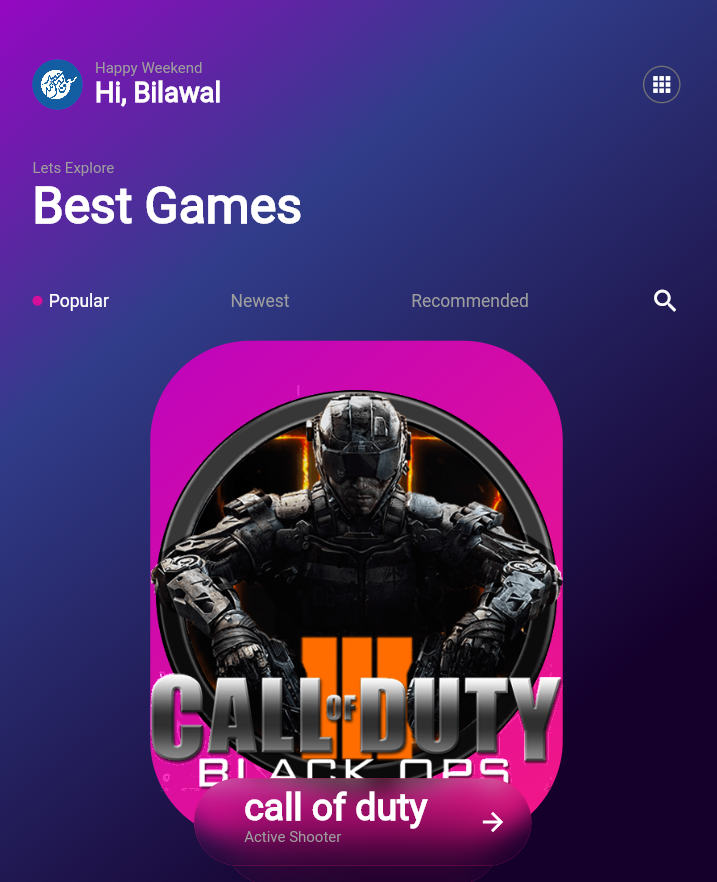 Happy Weekend
Hi, Bilawal
Lets Explore
Best Games
Popular
Newest
Recommended
CALL OF DUTY
BLACK OPS
call of duty
Active Shooter